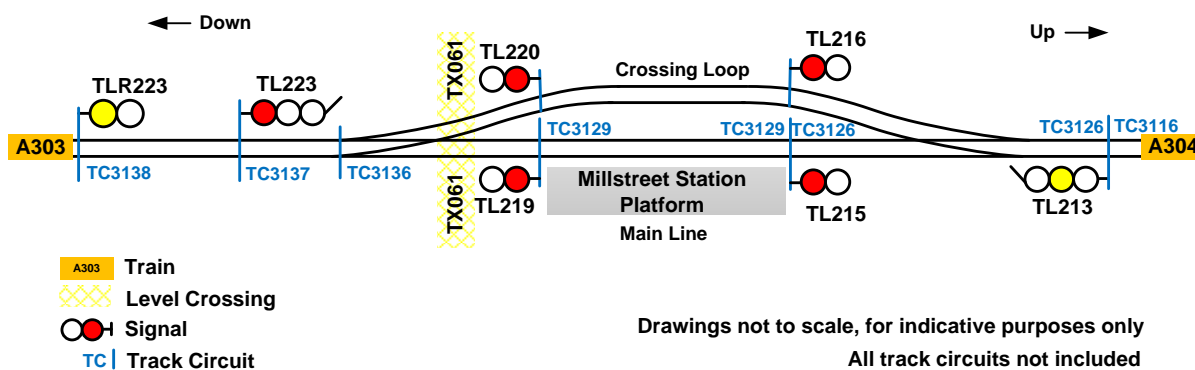 Down
Up
TL220
TL216
TX061
Crossing Loop
TLR223
TL223
A303
TC3129
TC3129
TC3126
TC3126
TC3116
A304
TC3138
TC3137
TC3136
TX061
TL219
Millstreet Station
Platform
TL215
TL213
Main Line
A303 Train
Level Crossing
Signal
TC Track Circuit
Drawings not to scale, for indicative purposes only
All track circuits not included